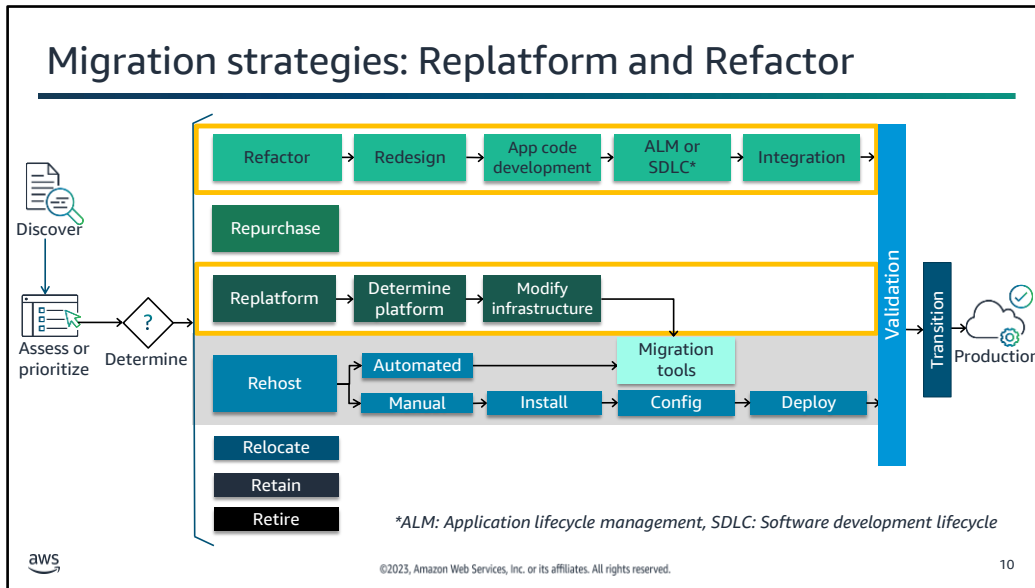 Migration strategies: Replatform and Refactor
Discover
Assess or
prioritize
?
Determine
Refactor
Redesign
App code
development
ALM or
SDLC*
Integration
Repurchase
Replatform
Determine
platform
Modify
infrastructure
Rehost
Automated
Migration
tools
Manual
Install
Config
Deploy
Relocate
Retain
Retire
Validation
Transition
Production
*ALM: Application lifecycle management, SDLC: Software development lifecycle
aws
©2023, Amazon Web Services, Inc. or its affiliates. All rights reserved.
10